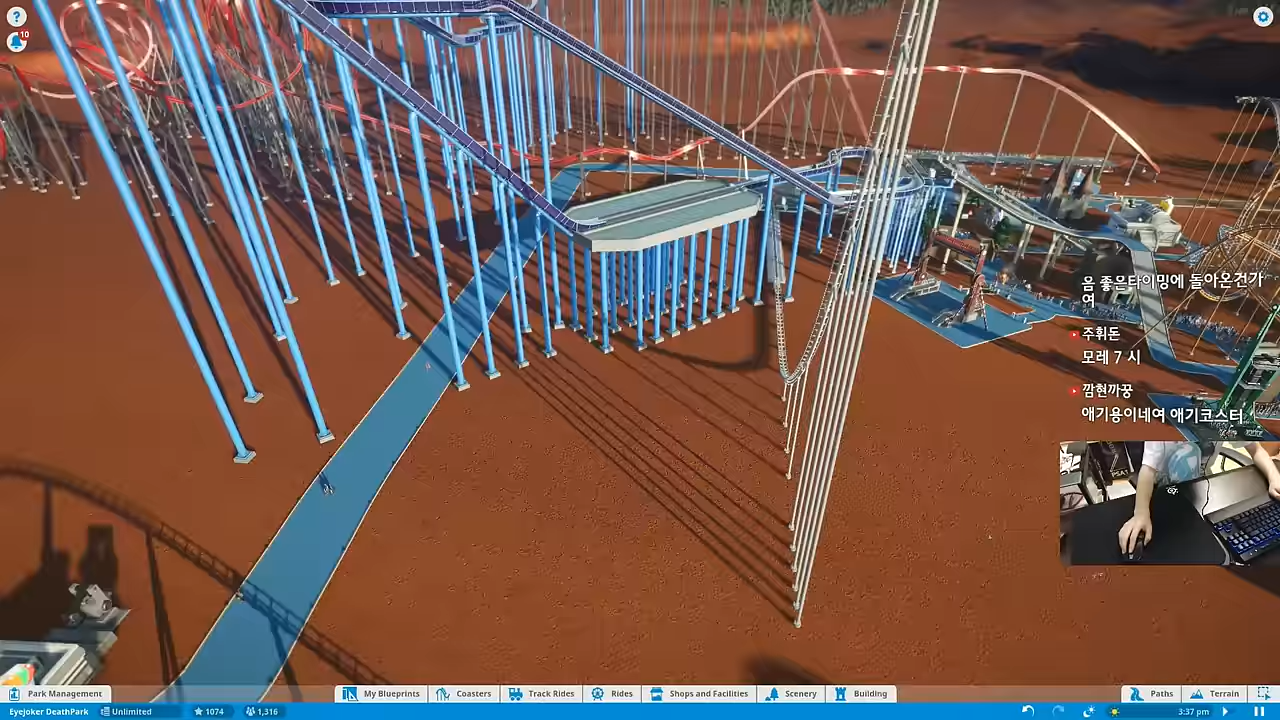 ?
10
음 좋은타이밍에 돌아온건가
여
주휘돈
모레 7 시
깜현까꿍
애기용이네여 애기코스터
Park Management
My Blueprints
Coasters
Track Rides
Rides
Shops and Facilities
Scenery
Building
Paths
Terrain
Eyejoker DeathPark
Unlimited
1074
1,316
3:37 pm